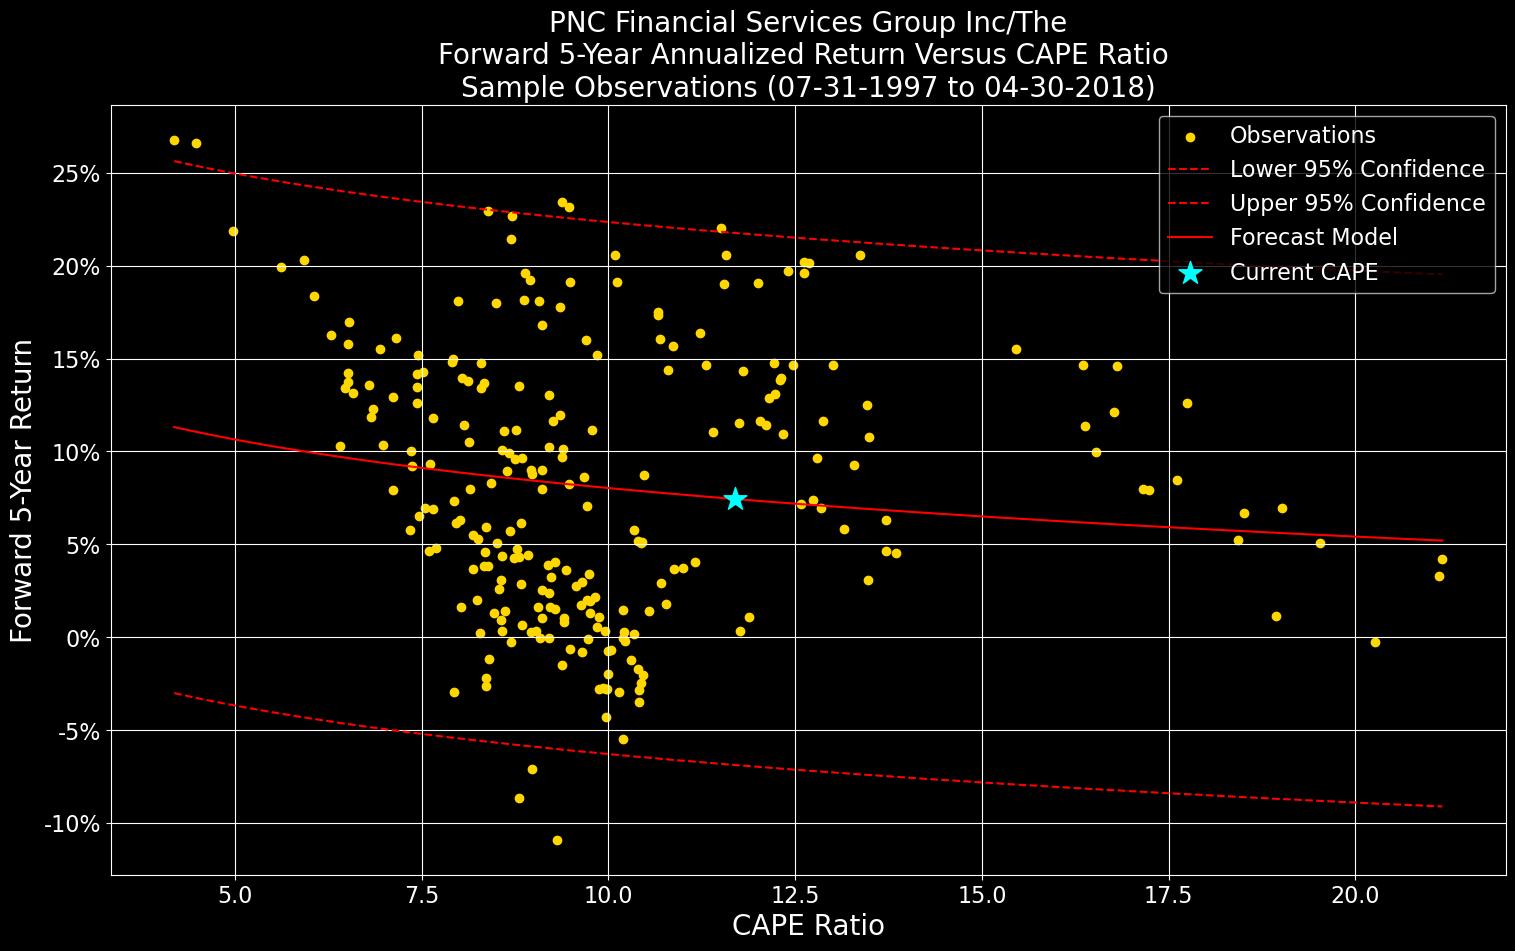 PNC Financial Services Group Inc/The
Forward 5-Year Annualized Return Versus CAPE Ratio
Sample Observations (07-31-1997 to 04-30-2018)
Observations
Lower 95% Confidence
Upper 95% Confidence
Forecast Model
Current CAPE
Forward 5-Year Return
25%
20%
15%
10%
5%
0%
-5%
-10%
5.0 7.5 10.0 12.5 15.0 17.5 20.0
CAPE Ratio